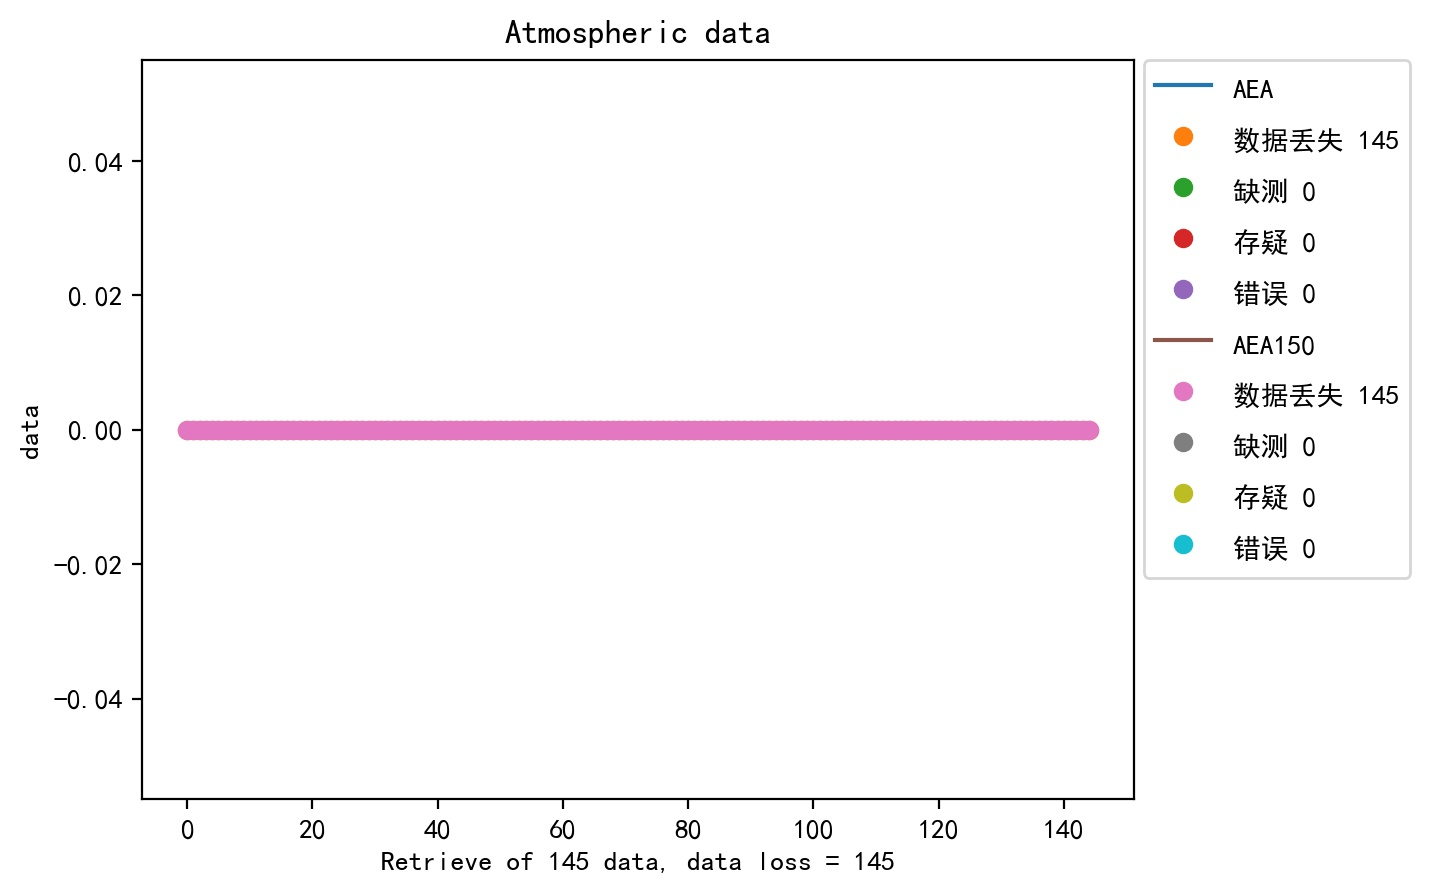 Atmospheric data
data
0.04
0.02
0.00
−0.02
−0.04
0 20 40 60 80 100 120 140
Retrieve of 145 data, data loss = 145
AEA
数据丢失 145
缺测 0
存疑 0
错误 0
AEA150
数据丢失 145
缺测 0
存疑 0
错误 0